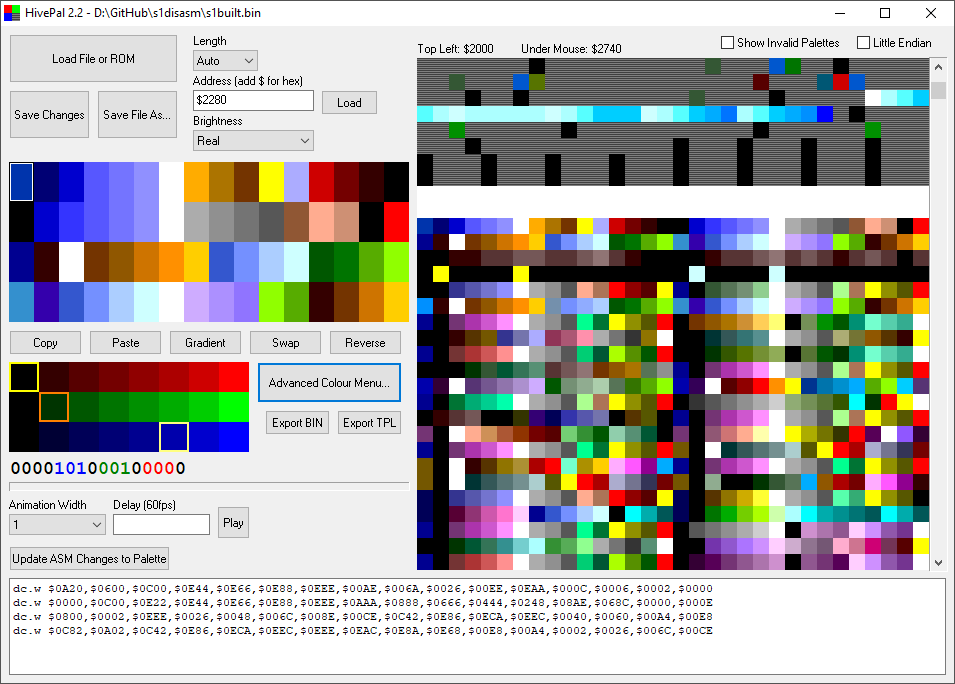 HivePal 2.2 - D:\GitHub\s1disasm\s1built.bin
Load File or ROM
Save Changes
Save File As...
Length
Auto
Address (add $ for hex)
$2280
Load
Brightness
Real
Top Left: $2000
Under Mouse: $2740
Show Invalid Palettes
Little Endian
Copy
Paste
Gradient
Swap
Reverse
Advanced Colour Menu...
Export BIN
Export TPL
0000101000100000
Animation Width
1
Delay (60fps)
Play
Update ASM Changes to Palette
dc.w $0A20,$0600,$0C00,$0E44,$0E66,$0E88,$0EEE,$00AE,$006A,$0026,$00EE,$0EAA,$000C,$0006,$0002,$0000
dc.w $0000,$0C00,$0E22,$0E44,$0E66,$0E88,$0EEE,$0AAA,$0888,$0666,$0444,$0248,$08AE,$068C,$0000,$000E
dc.w $0800,$0002,$0EEE,$0026,$0048,$006C,$008E,$00CE,$0C42,$0E86,$0ECA,$0EEC,$0040,$0060,$00A4,$00E8
dc.w $0C82,$0A02,$0C42,$0E86,$0ECA,$0EEC,$0EEE,$0EAC,$0E8A,$0E68,$00E8,$00A4,$0002,$0026,$006C,$00CE